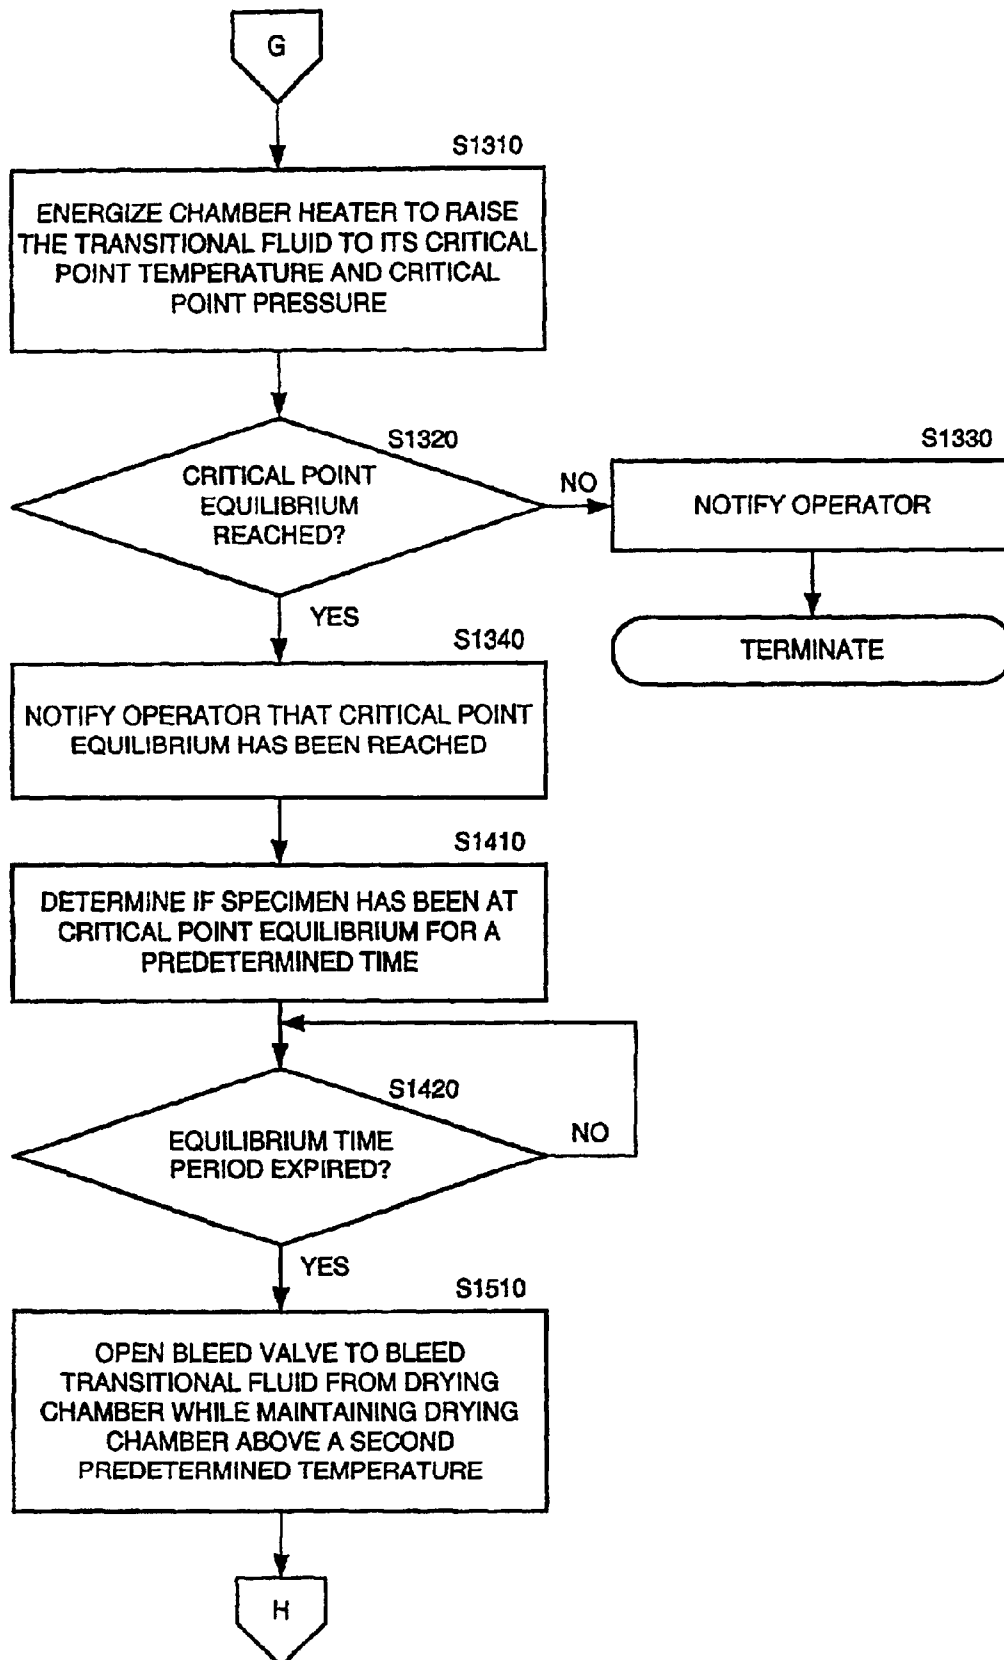 G
S1310
ENERGIZE CHAMBER HEATER TO RAISE
THE TRANSITIONAL FLUID TO ITS CRITICAL
POINT TEMPERATURE AND CRITICAL
POINT PRESSURE
S1320
CRITICAL POINT
EQUILIBRIUM
REACHED?
NO
S1330
NOTIFY OPERATOR
TERMINATE
YES
S1340
NOTIFY OPERATOR THAT CRITICAL POINT
EQUILIBRIUM HAS BEEN REACHED
S1410
DETERMINE IF SPECIMEN HAS BEEN AT
CRITICAL POINT EQUILIBRIUM FOR A
PREDETERMINED TIME
S1420
EQUILIBRIUM TIME
PERIOD EXPIRED?
NO
YES
S1510
OPEN BLEED VALVE TO BLEED
TRANSITIONAL FLUID FROM DRYING
CHAMBER WHILE MAINTAINING DRYING
CHAMBER ABOVE A SECOND
PREDETERMINED TEMPERATURE
H